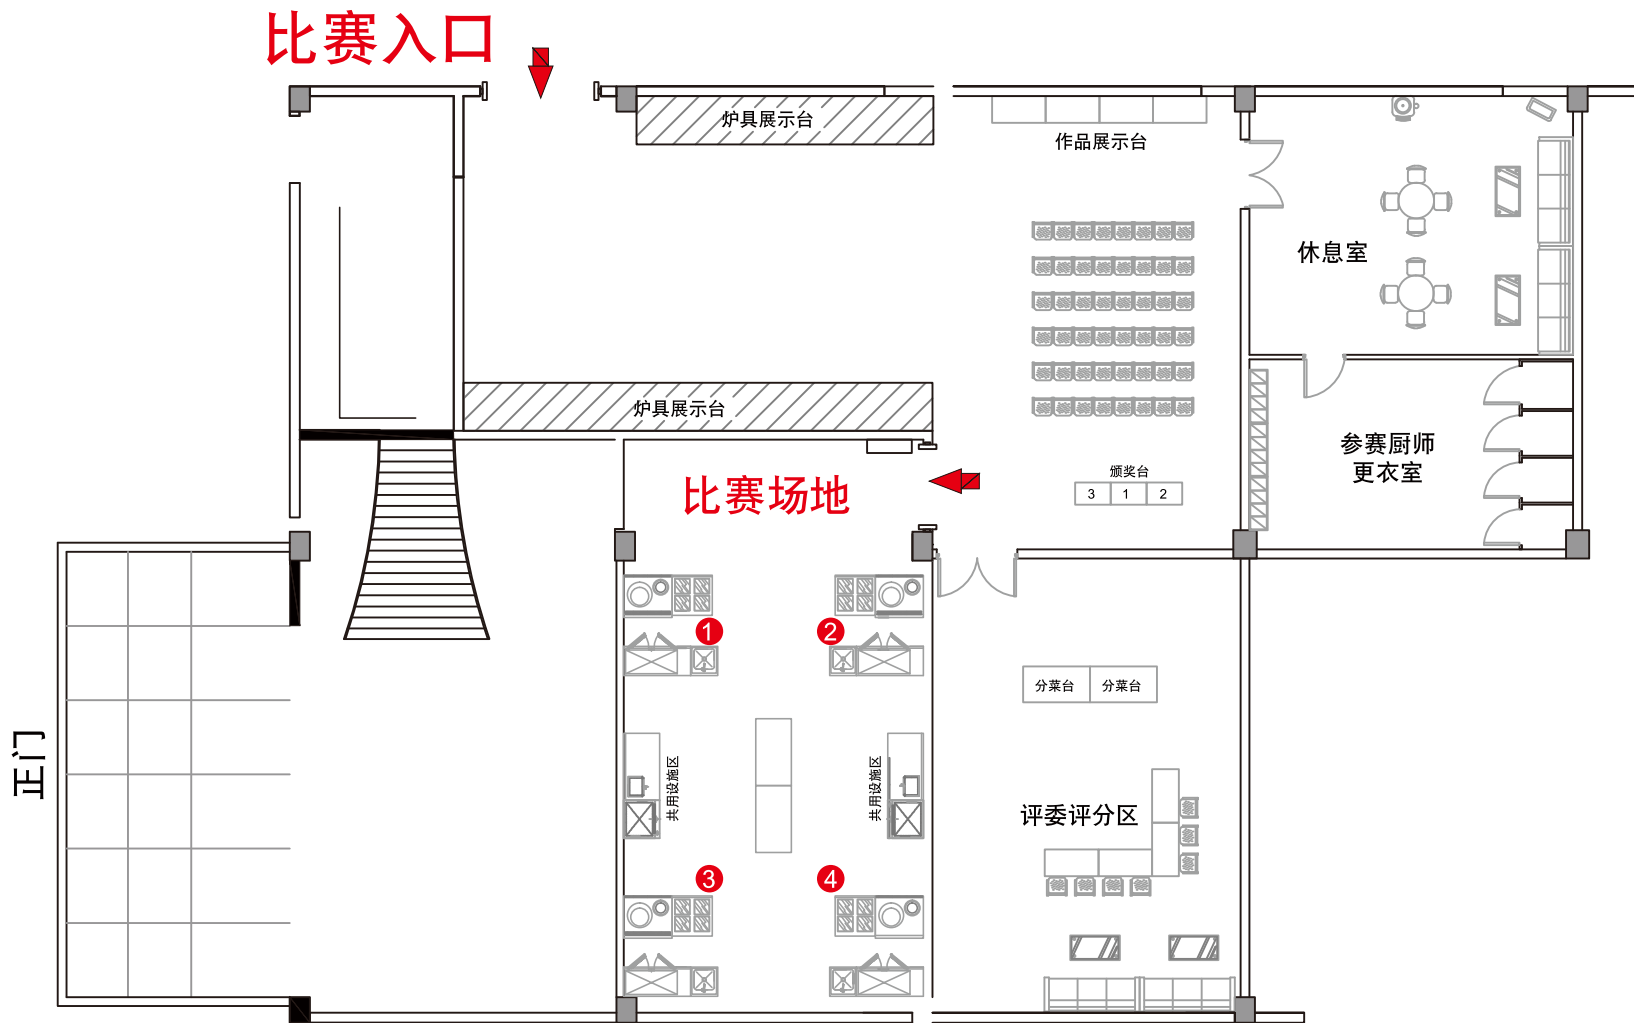 比赛入口
炉具展示台
作品展示台
休息室
炉具展示台
参赛厨师
更衣室
颁奖台
3 1 2
比赛场地
1
2
分菜台 分菜台
正门
共用设施区
共用设施区
评委评分区
3
4